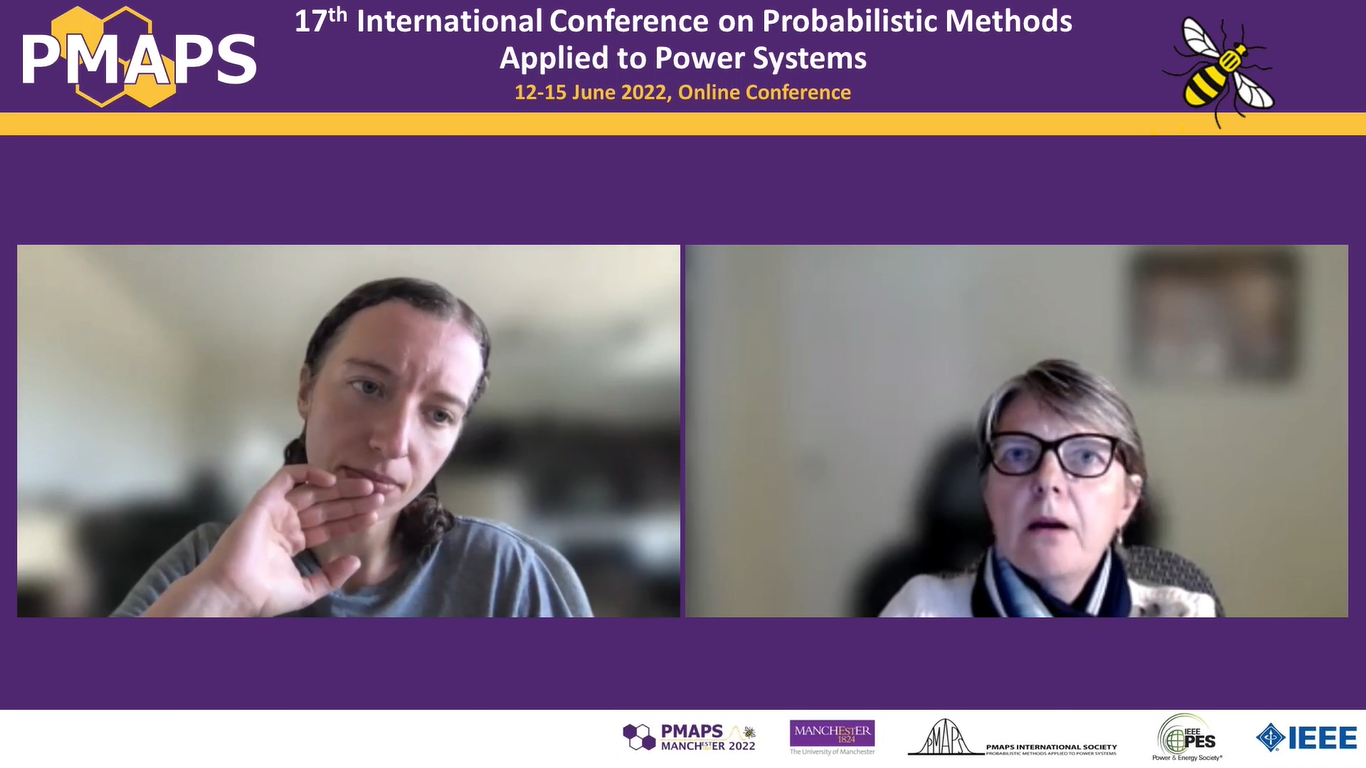 PMAPS
17th International Conference on Probabilistic Methods
Applied to Power Systems
12-15 June 2022, Online Conference
PMAPS
MANCHESTER 2022
MANCHESTER
1824
The University of Manchester
PMAPS
PMAPS INTERNATIONAL SOCIETY
PROBABILISTIC METHODS APPLIED TO POWER SYSTEMS
IEEE
PES
Power & Energy Society®
IEEE